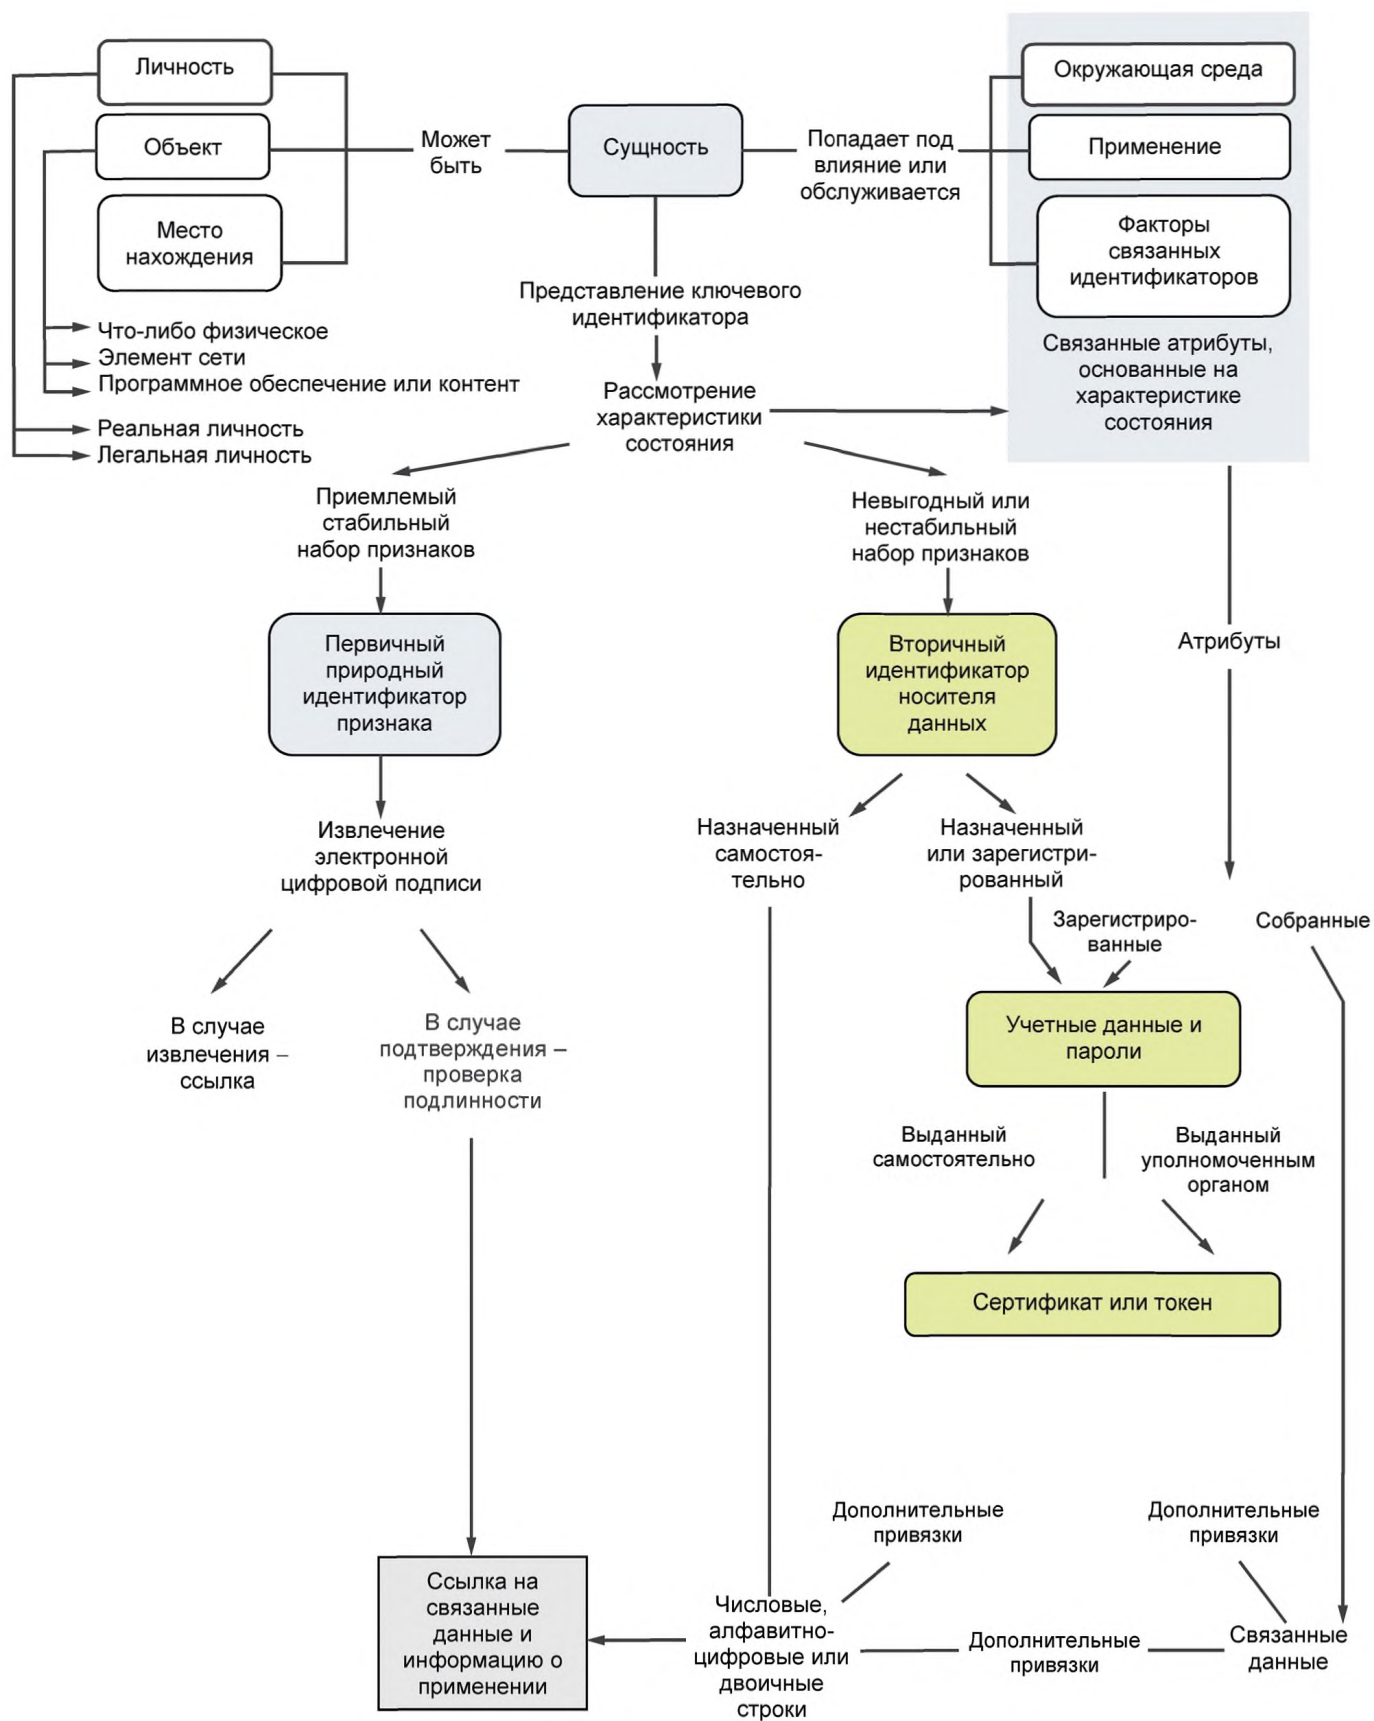 Личность
Объект
Место
нахождения
Может
быть
Сущность
Попадает под
влияние или
обслуживается
Окружающая среда
Применение
Факторы
связанных
идентификаторов
Связанные атрибуты,
основанные на
характеристике
состояния
Что-либо физическое
Элемент сети
Программное обеспечение или контент
Реальная личность
Легальная личность
Представление ключевого
идентификатора
Рассмотрение
характеристики
состояния
Приемлемый
стабильный
набор признаков
Невыгодный или
нестабильный
набор признаков
Первичный
природный
идентификатор
признака
Вторичный
идентификатор
носителя
данных
Атрибуты
Извлечение
электронной
цифровой подписи
Назначенный
самостоя-
тельно
Назначенный
или зарегистри-
рованный
Зарегистриро-
ванные
Собранные
В случае
извлечения –
ссылка
В случае
подтверждения –
проверка
подлинности
Учетные данные и
пароли
Выданный
самостоятельно
Выданный
уполномоченным
органом
Сертификат или токен
Дополнительные
привязки
Дополнительные
привязки
Ссылка на
связанные
данные и
информацию о
применении
Числовые,
алфавитно-
цифровые или
двоичные
строки
Дополнительные
привязки
Связанные
данные